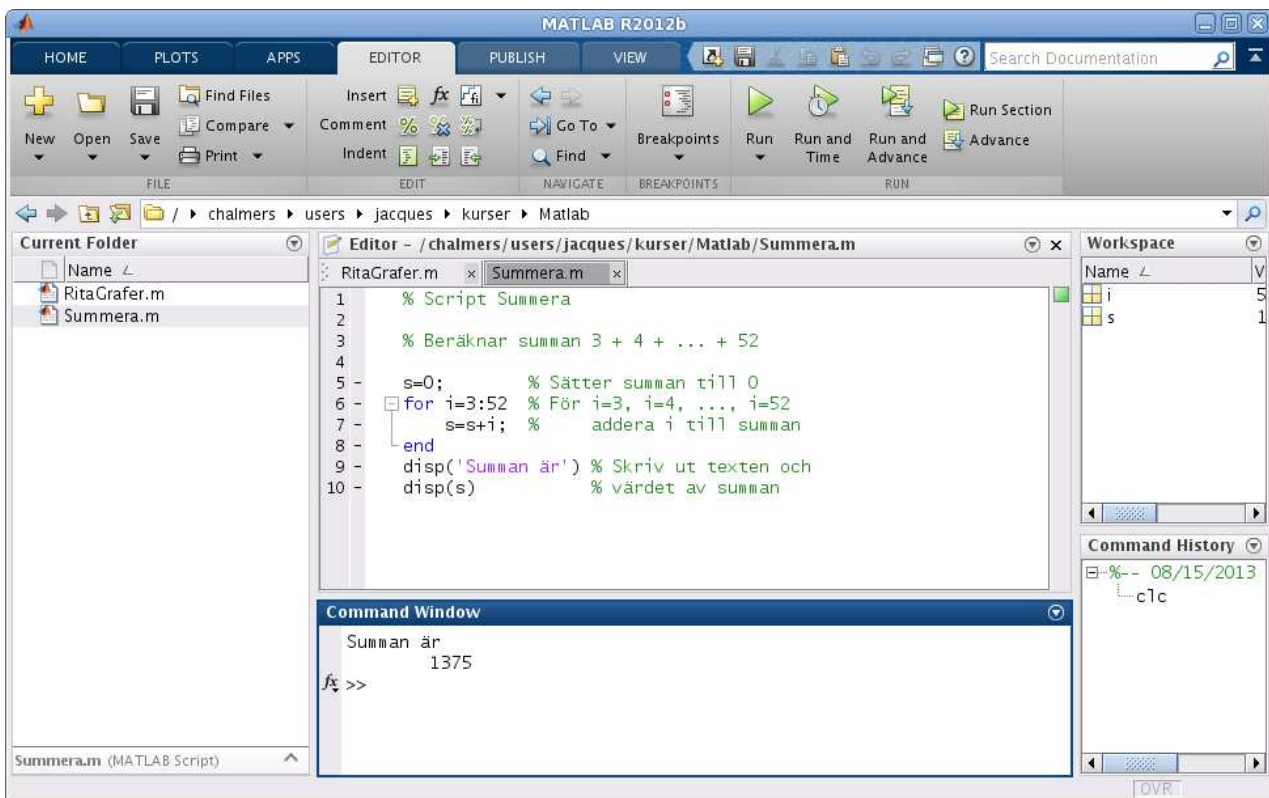 MATLAB R2012b
HOME PLOTS APPS EDITOR PUBLISH VIEW Search Documentation
New Open Save
Find Files
Compare
Print
FILE
Insert fx
Comment
Indent
EDIT
Go To
Find
NAVIGATE
Breakpoints
BREAKPOINTS
Run
Run and Time
Run and Advance
Run Section
Advance
RUN
/ chalmers users jacques kurser Matlab
Current Folder
Name
RitaGrafer.m
Summera.m
Summera.m (MATLAB Script)
Editor - /chalmers/users/jacques/kurser/Matlab/Summera.m
RitaGrafer.m × Summera.m ×
1 % Script Summera
2
3 % Beräknar summan 3 + 4 + ... + 52
4
5 - s=0; % Sätter summan till 0
6 - for i=3:52 % För i=3, i=4, ..., i=52
7 - s=s+i; % addera i till summan
8 - end
9 - disp('Summan är') % Skriv ut texten och
10 - disp(s) % värdet av summan
Command Window
Summan är
1375
fx >>
Workspace
Name V
i 5
s 1
Command History
%-- 08/15/2013
clc
OVR